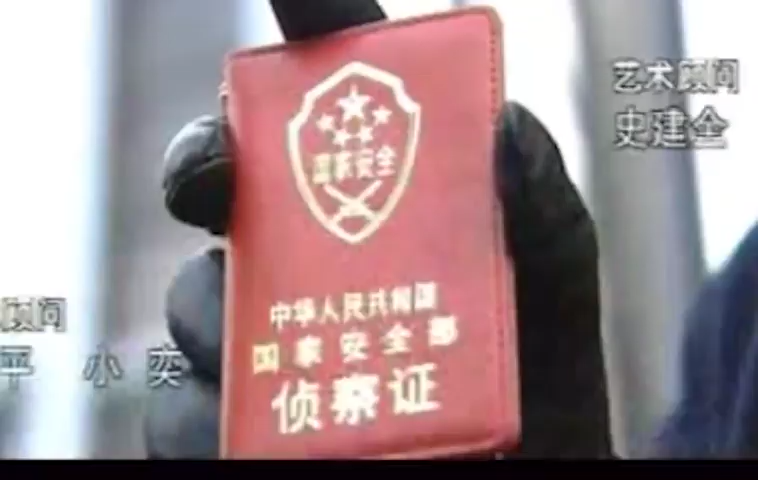 艺术顾问
史建全
国家安全
中华人民共和国
国家安全部
侦察证
顾问
平 小 奕